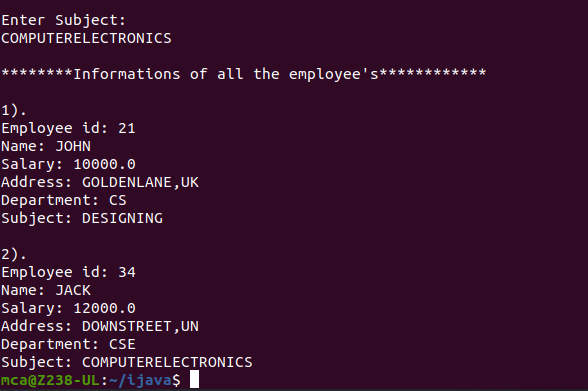 Enter Subject:
COMPUTERELECTRONICS
********Informations of all the employee's************
1).
Employee id: 21
Name: JOHN
Salary: 10000.0
Address: GOLDENLANE,UK
Department: CS
Subject: DESIGNING
2).
Employee id: 34
Name: JACK
Salary: 12000.0
Address: DOWNSTREET,UN
Department: CSE
Subject: COMPUTERELECTRONICS
mca@Z238-UL:~/ijava$